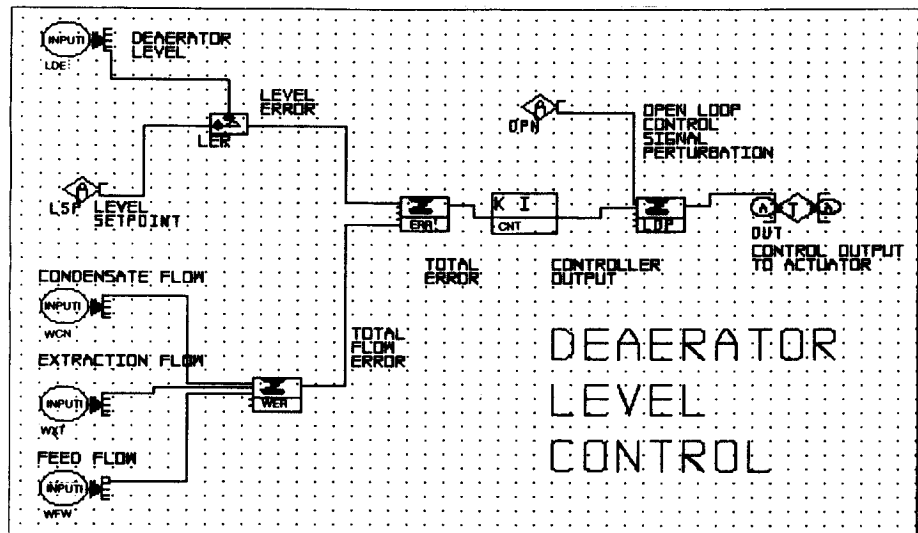 INPUT!
DEAERATOR
LEVEL
LDE
LEVEL
ERROR
LER
A
OPN
OPEN LOOP
CONTROL
SIGNAL
PERTURBATION
A
LSP
LEVEL
SETPOINT
ERR
K I
CNT
LOP
A
T
A
OUT
CONTROL OUTPUT
TO ACTUATOR
TOTAL
ERROR
CONTROLLER
OUTPUT
CONDENSATE FLOW
INPUT!
WCN
TOTAL
FLOW
ERROR
EXTRACTION FLOW
INPUT!
WXT
WER
FEED FLOW
INPUT!
WFW
DEAERATOR
LEVEL
CONTROL